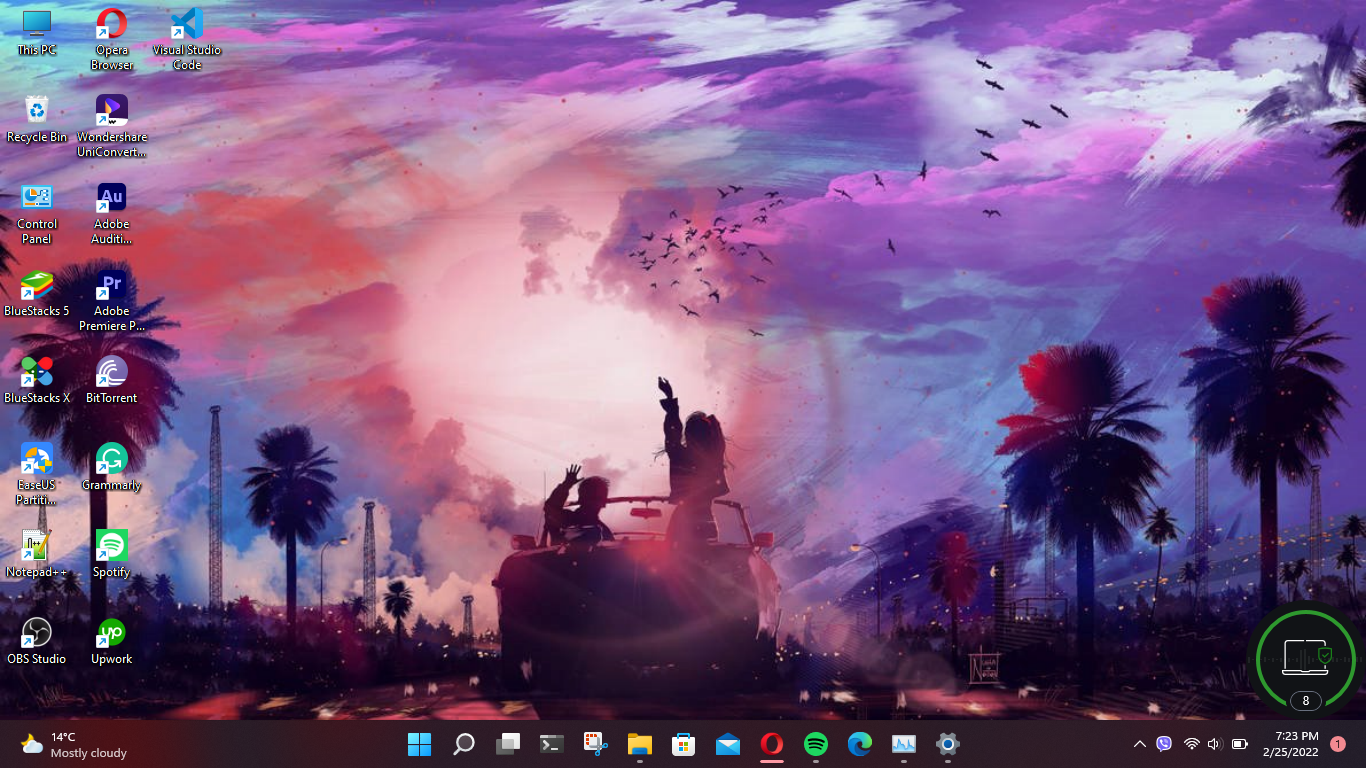 This PC
Opera
Browser
Visual Studio
Code
Recycle Bin
Wondershare
UniConvert...
Control
Panel
Au
Adobe
Auditi...
BlueStacks 5
Pr
Adobe
Premiere P...
BlueStacks X
BitTorrent
EaseUS
Partiti...
Grammarly
Notepad++
Spotify
OBS Studio
up
Upwork
8
14°C
Mostly cloudy
7:23 PM
2/25/2022
1